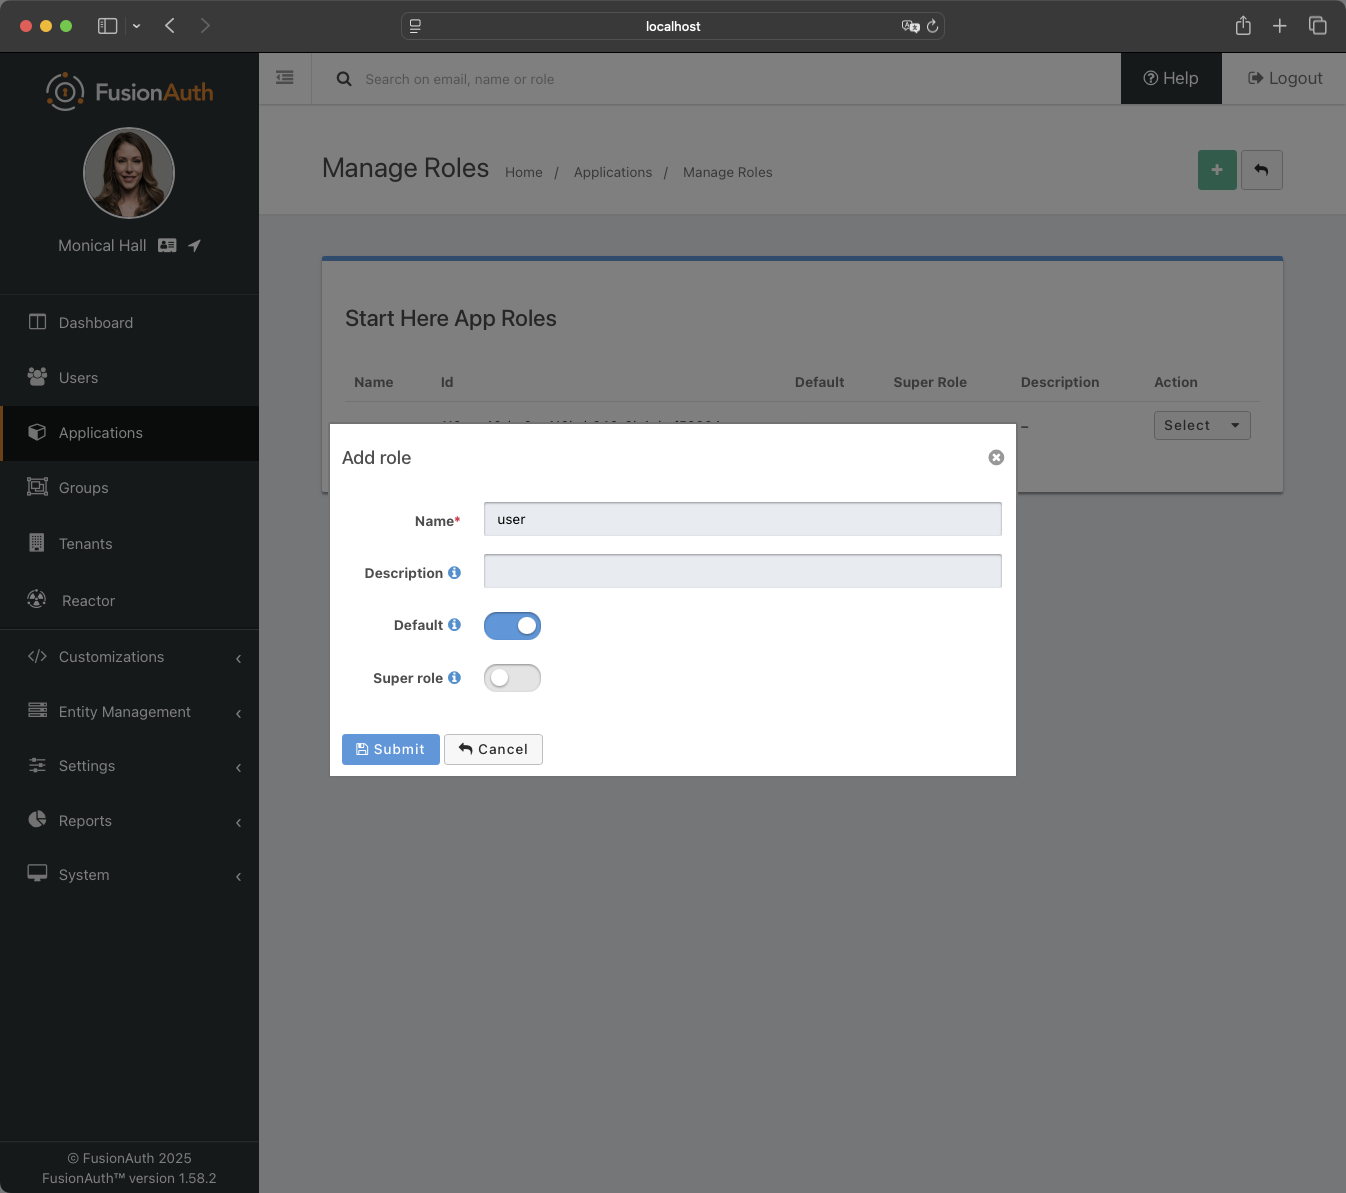 localhost
FusionAuth
Search on email, name or role
Help
Logout
Monical Hall
Manage Roles
Home / Applications / Manage Roles
Dashboard
Users
Applications
Groups
Tenants
Reactor
Customizations
Entity Management
Settings
Reports
System
Start Here App Roles
Name Id Default Super Role Description Action
– Select
Add role
Name* user
Description
Default
Super role
Submit Cancel
© FusionAuth 2025
FusionAuth™ version 1.58.2